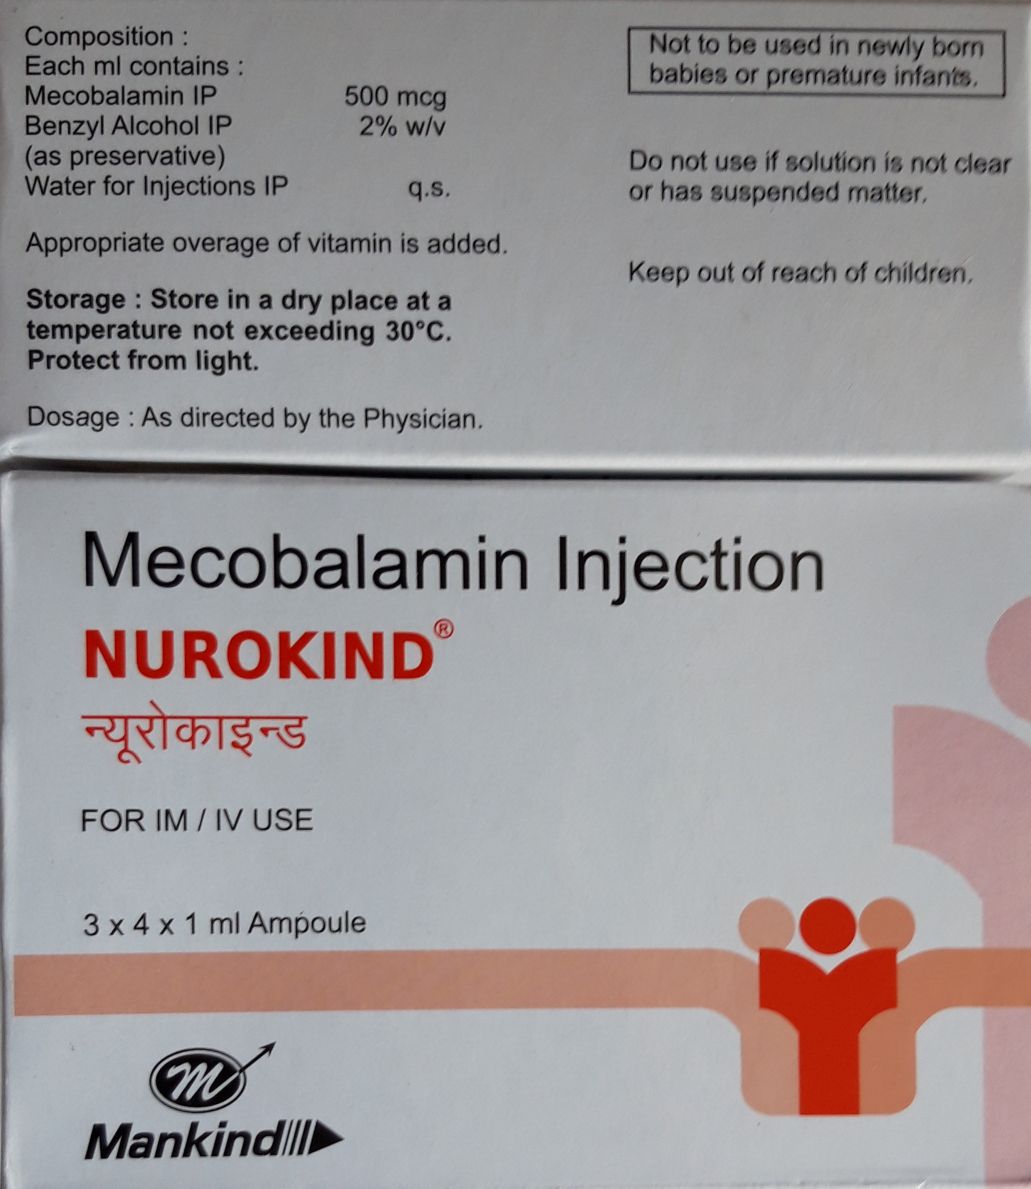 Composition :
Each ml contains :
Mecobalamin IP 500 mcg
Benzyl Alcohol IP 2% w/v
(as preservative)
Water for Injections IP q.s.
Appropriate overage of vitamin is added.
Storage : Store in a dry place at a
temperature not exceeding 30°C.
Protect from light.
Dosage : As directed by the Physician.
Not to be used in newly born
babies or premature infants.
Do not use if solution is not clear
or has suspended matter.
Keep out of reach of children.
Mecobalamin Injection
NUROKIND®
न्यूरोकाइन्ड
FOR IM / IV USE
3 x 4 x 1 ml Ampoule
m
Mankind